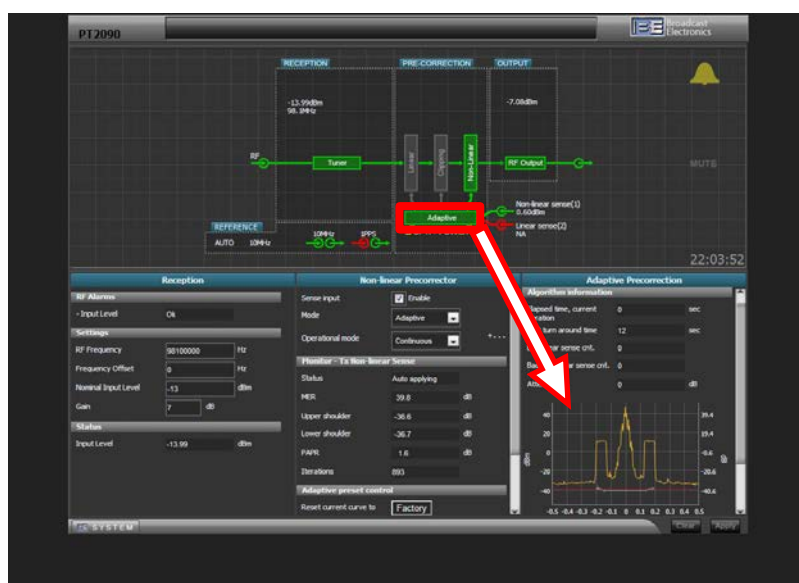 PT2090
BE Broadcast
Electronics
RECEPTION
PRE-CORRECTION
OUTPUT
-13.99dBm
98.1MHz
-7.08dBm
RF
Tuner
Linear
Clipping
Non-Linear
RF Output
MUTE
Adaptive
Non-linear sense(1)
0.60dBm
Linear sense(2)
NA
REFERENCE
AUTO 10MHz
10MHz
1PPS
22:03:52
Reception
RF Alarms
- Input Level Ok
Settings
RF Frequency 98100000 Hz
Frequency Offset 0 Hz
Nominal Input Level -13 dBm
Gain 7 dB
Status
Input Level -13.99 dBm
Non-linear Precorrector
Sense input Enable
Mode Adaptive
Operational mode Continuous
Monitor - Tx Non-linear Sense
Status Auto applying
MER 39.8 dB
Upper shoulder -36.6 dB
Lower shoulder -36.7 dB
PAPR 1.6 dB
Iterations 893
Adaptive preset control
Reset current curve to Factory
Adaptive Precorrection
Algorithm information
Elapsed time, current 0 sec
turn around time 12 sec
sense cnt. 0
sense cnt. 0
0 dB
40 39.4
20 19.4
0 -0.6
-20 -20.6
-40 -40.6
dBm
-0.5 -0.4 -0.3 -0.2 -0.1 0 0.1 0.2 0.3 0.4 0.5
SYSTEM
Clear
Apply